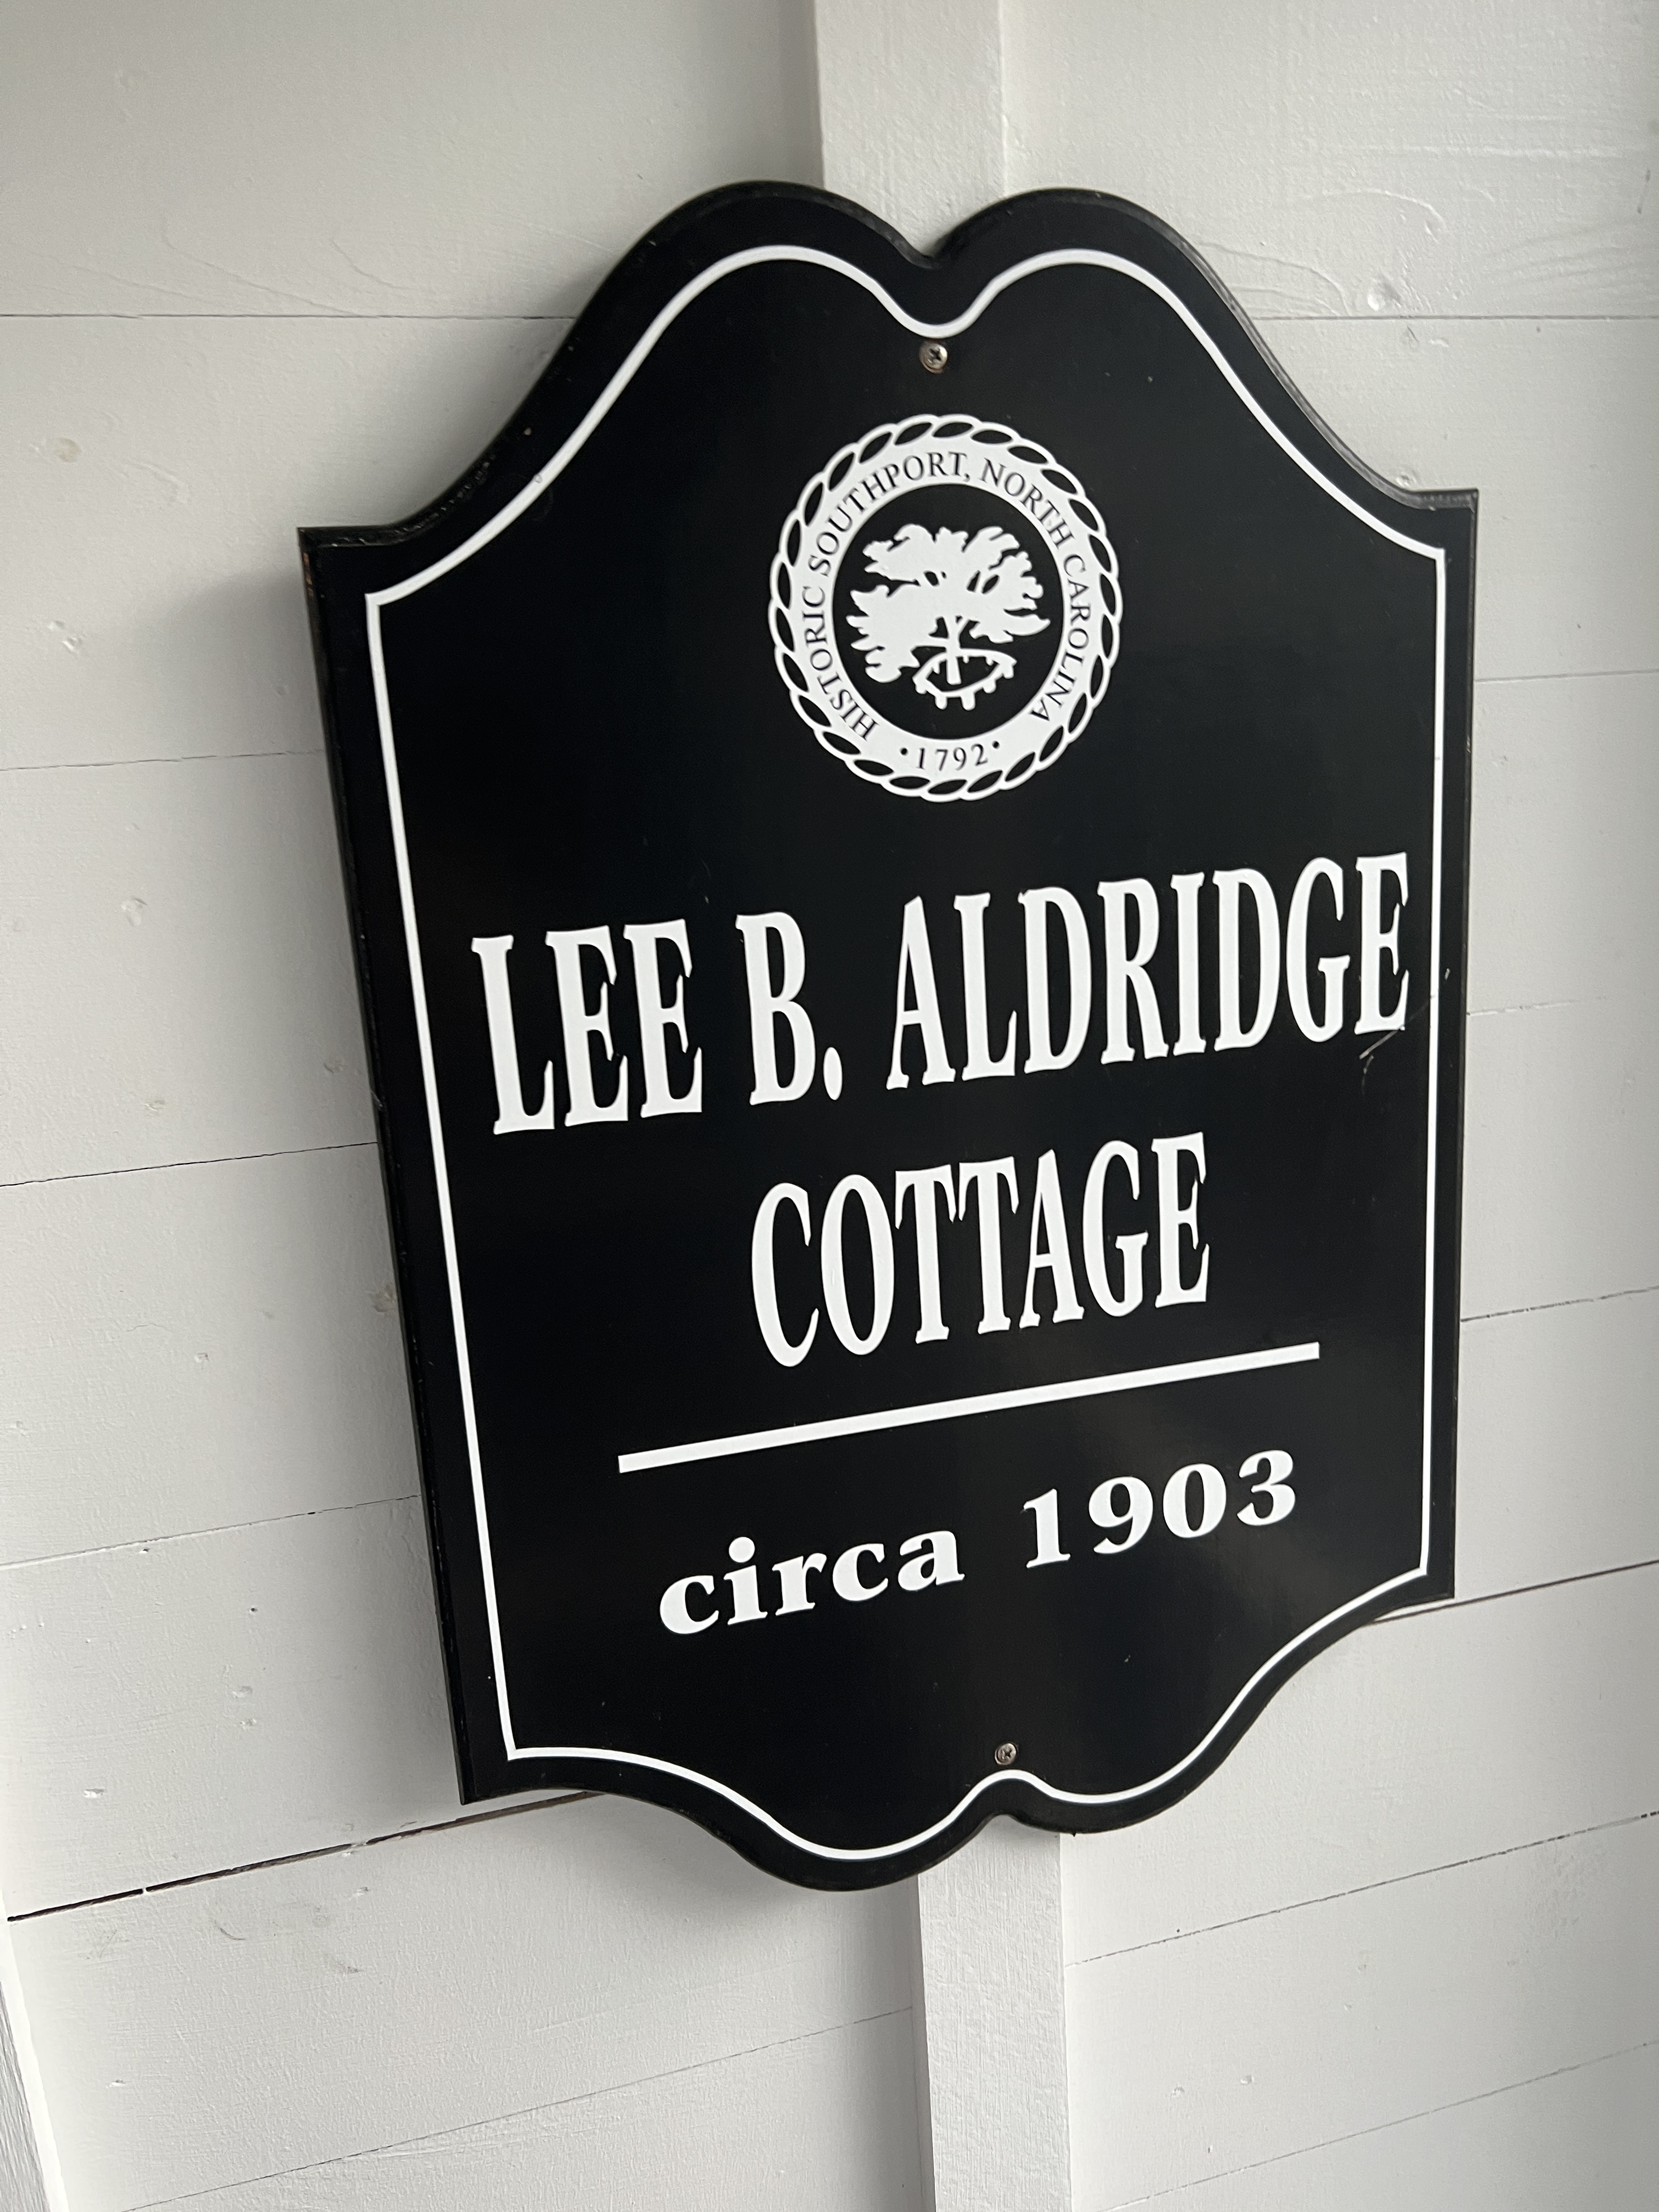 HISTORIC SOUTHPORT, NORTH CAROLINA
• 1792 •
LEE B. ALDRIDGE
COTTAGE
circa 1903